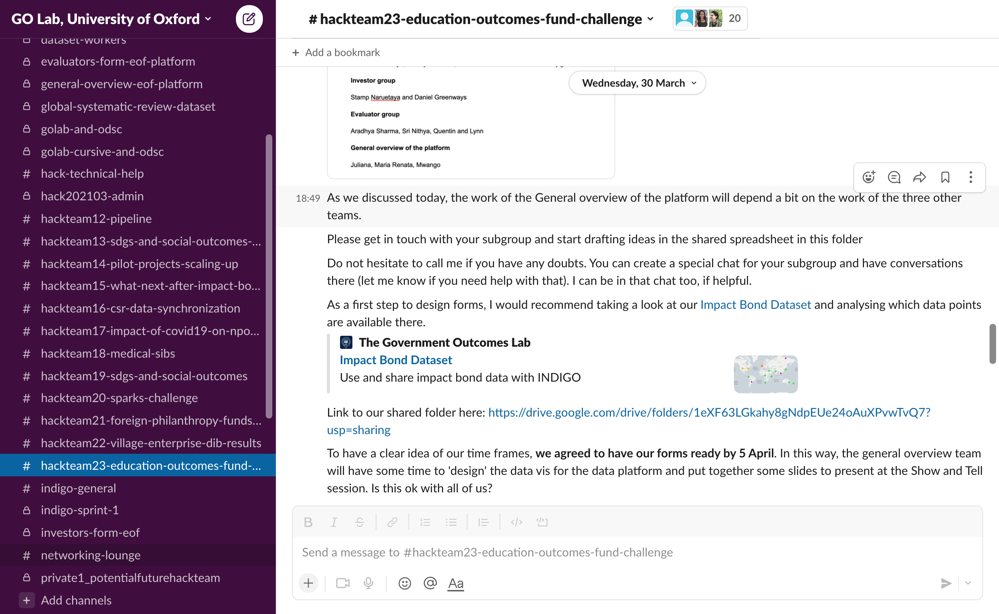 GO Lab, University of Oxford
dataset-workers
evaluators-form-eof-platform
general-overview-eof-platform
global-systematic-review-dataset
golab-and-odsc
golab-cursive-and-odsc
# hack-technical-help
hack202103-admin
# hackteam12-pipeline
# hackteam13-sdgs-and-social-outcomes-...
# hackteam14-pilot-projects-scaling-up
# hackteam15-what-next-after-impact-bo...
# hackteam16-csr-data-synchronization
# hackteam17-impact-of-covid19-on-npo...
# hackteam18-medical-sibs
# hackteam19-sdgs-and-social-outcomes
# hackteam20-sparks-challenge
# hackteam21-foreign-philanthropy-funds...
# hackteam22-village-enterprise-dib-results
# hackteam23-education-outcomes-fund-...
# indigo-general
indigo-sprint-1
investors-form-eof
# networking-lounge
private1_potentialfuturehackteam
+ Add channels
# hackteam23-education-outcomes-fund-challenge
20
+ Add a bookmark
Wednesday, 30 March
Investor group
Stamp Naruetaya and Daniel Greenways
Evaluator group
Aradhya Sharma, Sri Nithya, Quentin and Lynn
General overview of the platform
Juliana, Maria Renata, Mwango
18:49 As we discussed today, the work of the General overview of the platform will depend a bit on the work of the three other
teams.
Please get in touch with your subgroup and start drafting ideas in the shared spreadsheet in this folder
Do not hesitate to call me if you have any doubts. You can create a special chat for your subgroup and have conversations
there (let me know if you need help with that). I can be in that chat too, if helpful.
As a first step to design forms, I would recommend taking a look at our Impact Bond Dataset and analysing which data points
are available there.
The Government Outcomes Lab
Impact Bond Dataset
Use and share impact bond data with INDIGO
Link to our shared folder here: https://drive.google.com/drive/folders/1eXF63LGkahy8gNdpEUe24oAuXPvwTvQ7?
usp=sharing
To have a clear idea of our time frames, we agreed to have our forms ready by 5 April. In this way, the general overview team
will have some time to 'design' the data vis for the data platform and put together some slides to present at the Show and Tell
session. Is this ok with all of us?
B I S
Send a message to #hackteam23-education-outcomes-fund-challenge
+ @ Aa